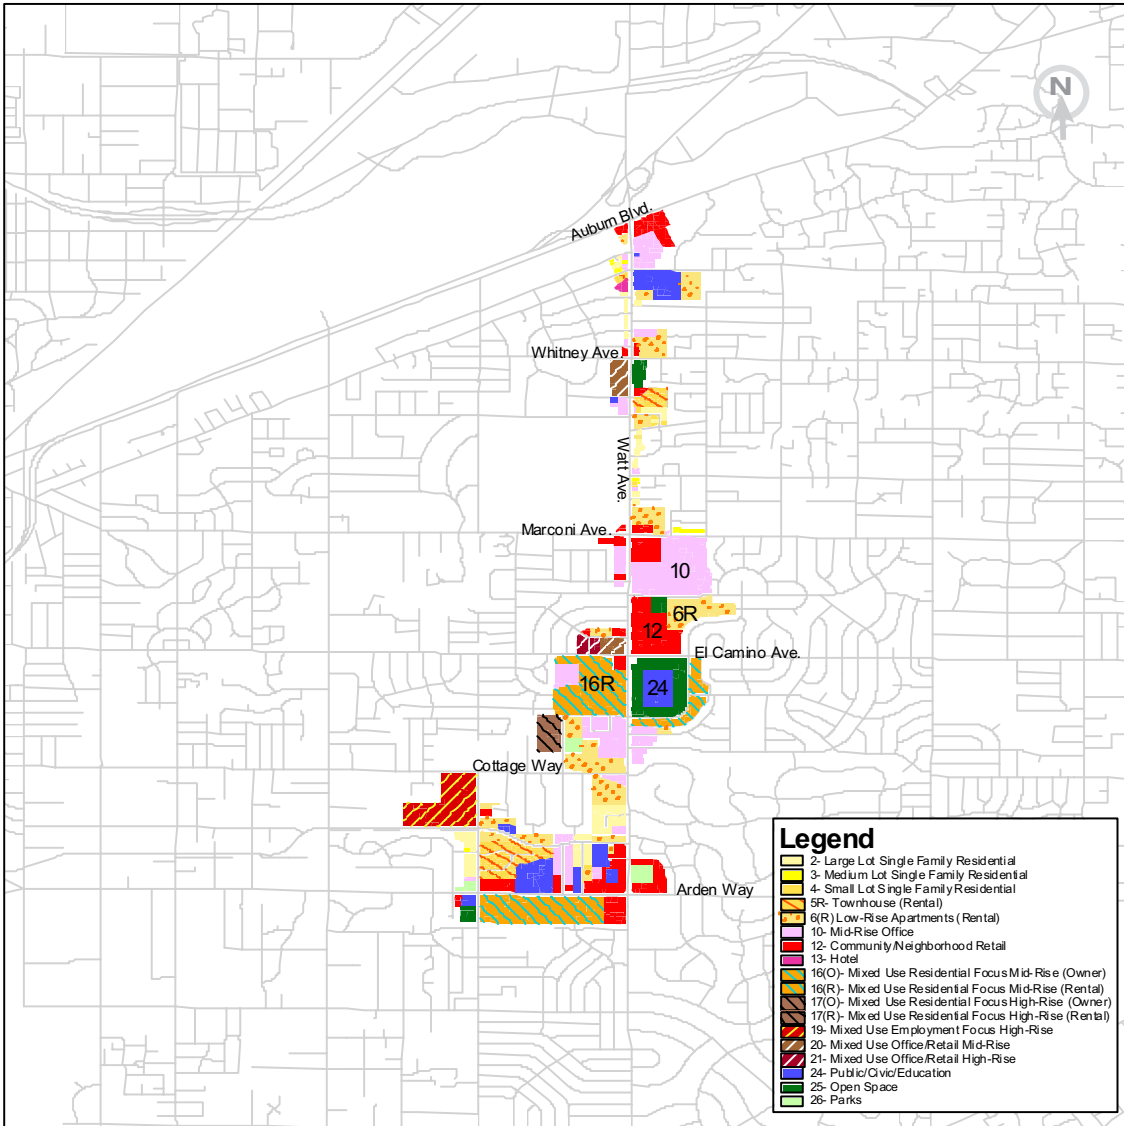 N
Auburn Blvd.
Whitney Ave.
Watt Ave.
Marconi Ave.
10
6R
12
El Camino Ave.
16R
24
Cottage Way
Arden Way
Legend
2- Large Lot Single Family Residential
3- Medium Lot Single Family Residential
4- Small Lot Single Family Residential
5R- Townhouse (Rental)
6(R) Low-Rise Apartments (Rental)
10- Mid-Rise Office
12- Community/Neighborhood Retail
13- Hotel
16(O)- Mixed Use Residential Focus Mid-Rise (Owner)
16(R)- Mixed Use Residential Focus Mid-Rise (Rental)
17(O)- Mixed Use Residential Focus High-Rise (Owner)
17(R)- Mixed Use Residential Focus High-Rise (Rental)
19- Mixed Use Employment Focus High-Rise
20- Mixed Use Office/Retail Mid-Rise
21- Mixed Use Office/Retail High-Rise
24- Public/Civic/Education
25- Open Space
26- Parks